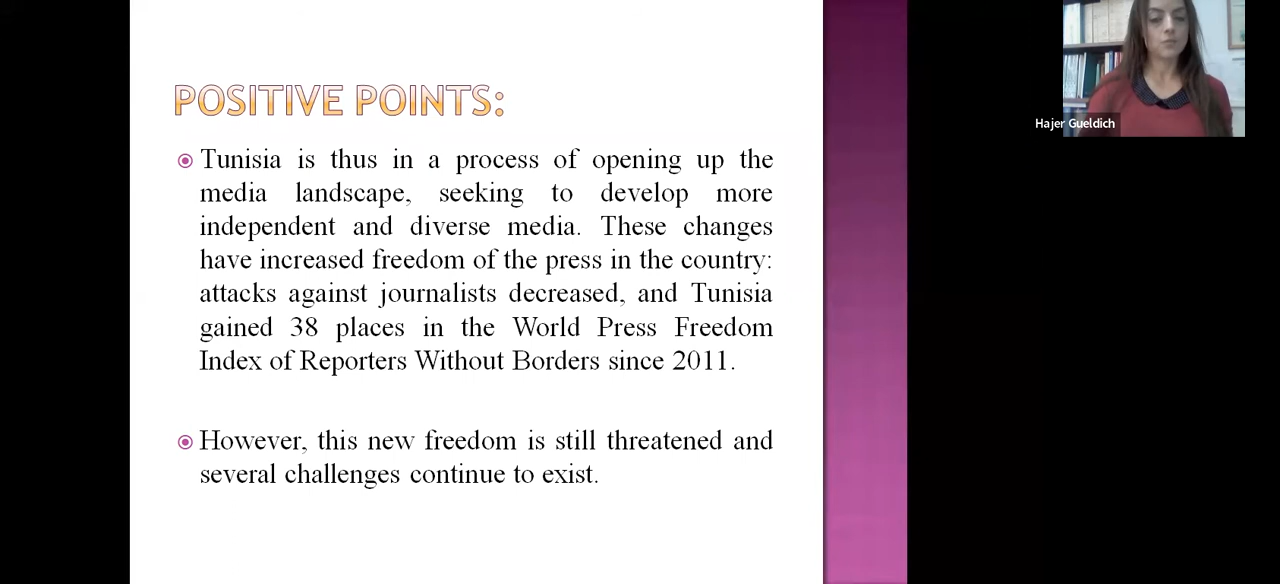 POSITIVE POINTS:
Tunisia is thus in a process of opening up the
media landscape, seeking to develop more
independent and diverse media. These changes
have increased freedom of the press in the country:
attacks against journalists decreased, and Tunisia
gained 38 places in the World Press Freedom
Index of Reporters Without Borders since 2011.
However, this new freedom is still threatened and
several challenges continue to exist.
Hajer Gueldich